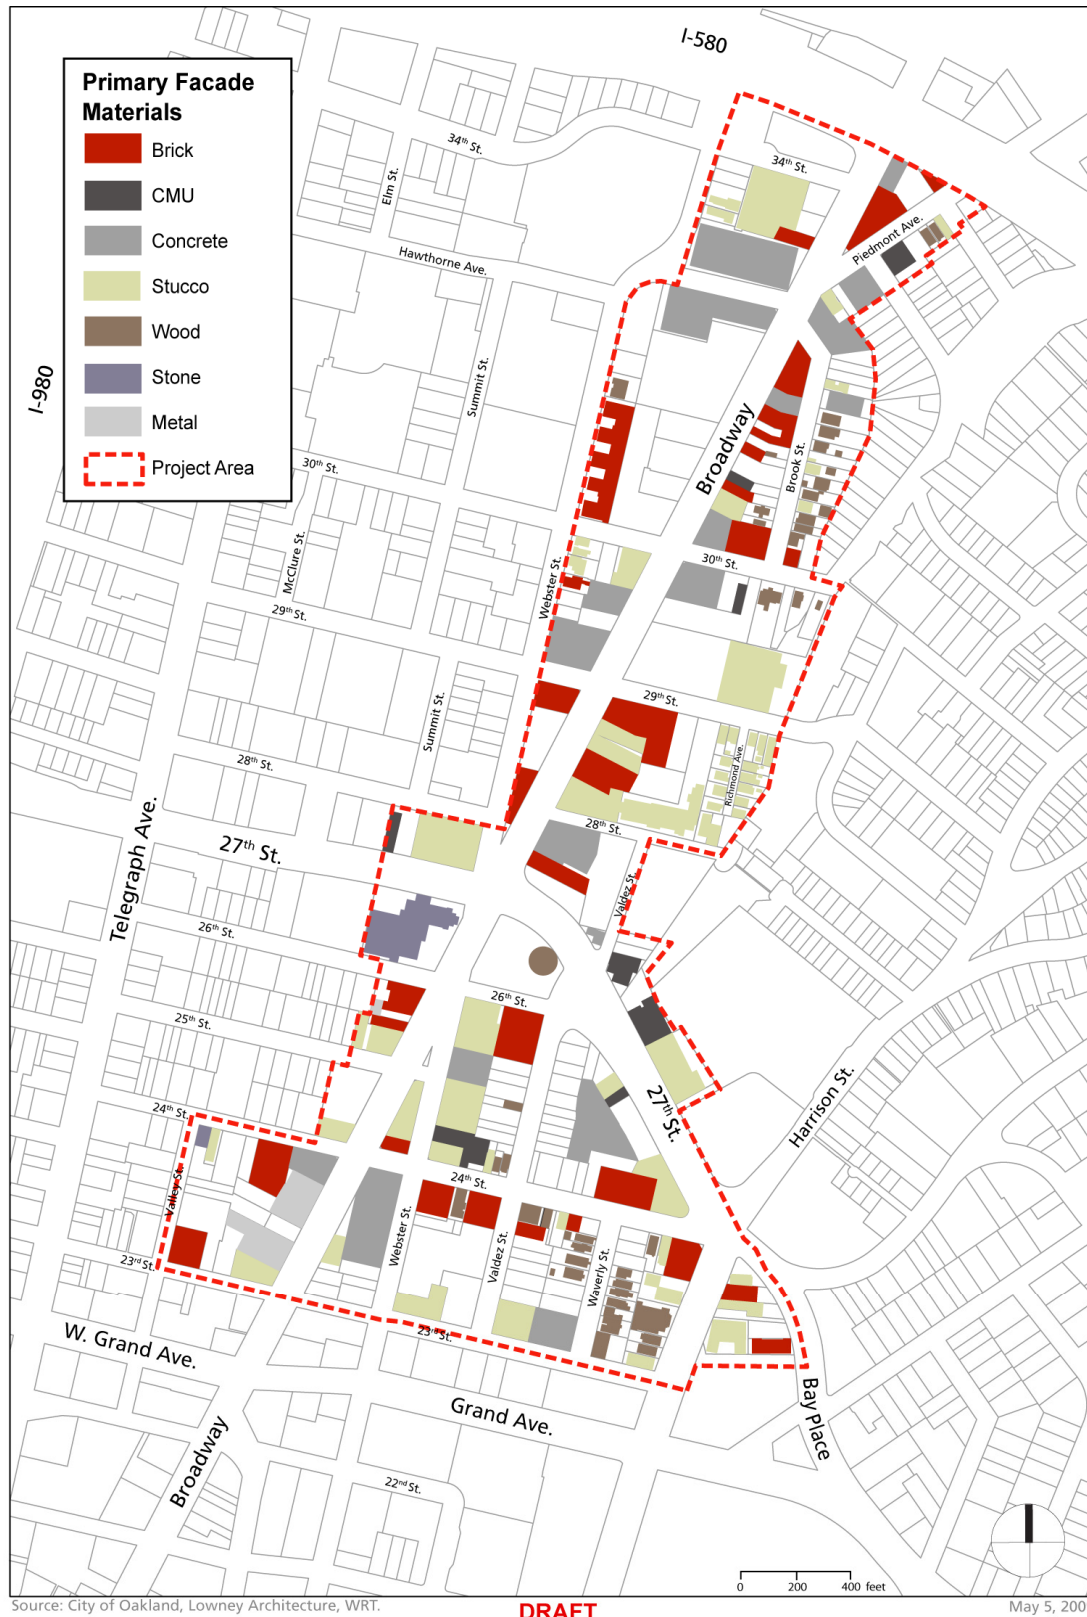 I-580
Primary Facade
Materials
Brick
CMU
Concrete
Stucco
Wood
Stone
Metal
Project Area
34th St.
34th St.
Elm St.
Piedmont Ave.
Hawthorne Ave.
I-980
Summit St.
Broadway
Brook St.
30th St.
McClure St.
Webster St.
30th St.
29th St.
29th St.
Summit St.
28th St.
Richmond Ave.
Telegraph Ave.
27th St.
28th St.
Valdez St.
26th St.
26th St.
25th St.
27th St.
Harrison St.
24th St.
24th St.
Valley St.
Webster St.
Valdez St.
Waverly St.
23rd St.
W. Grand Ave.
23rd St.
Grand Ave.
Bay Place
Broadway
22nd St.
0 200 400 feet
Source: City of Oakland, Lowney Architecture, WRT.
DRAFT
May 5, 200